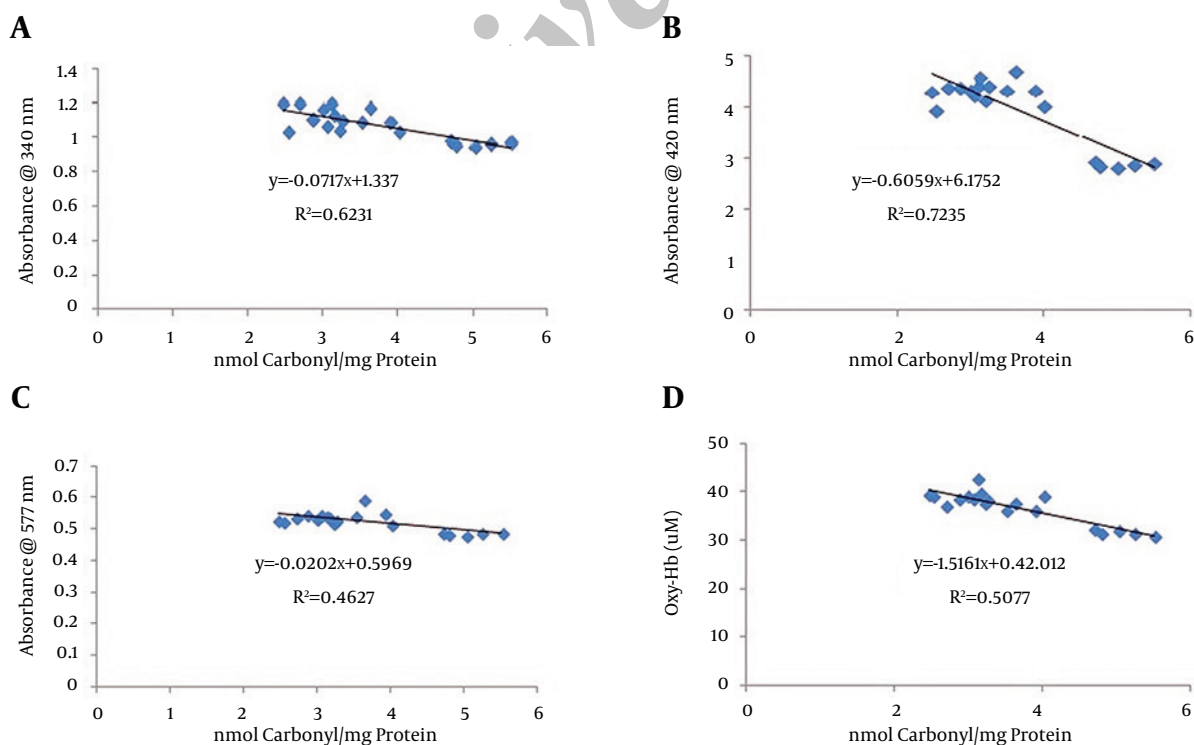 A
Absorbance @ 340 nm
1.4
1.2
1
0.8
0.6
0.4
0.2
0
y=-0.0717x+1.337
R²=0.6231
0 1 2 3 4 5 6
nmol Carbonyl/mg Protein
B
Absorbance @ 420 nm
5
4
3
2
1
0
y=-0.6059x+6.1752
R²=0.7235
0 2 4 6
nmol Carbonyl/mg Protein
C
Absorbance @ 577 nm
0.7
0.6
0.5
0.4
0.3
0.2
0.1
0
y=-0.0202x+0.5969
R²=0.4627
0 1 2 3 4 5 6
nmol Carbonyl/mg Protein
D
Oxy-Hb (uM)
50
40
30
20
10
0
y=-1.5161x+0.42.012
R²=0.5077
0 2 4 6
nmol Carbonyl/mg Protein